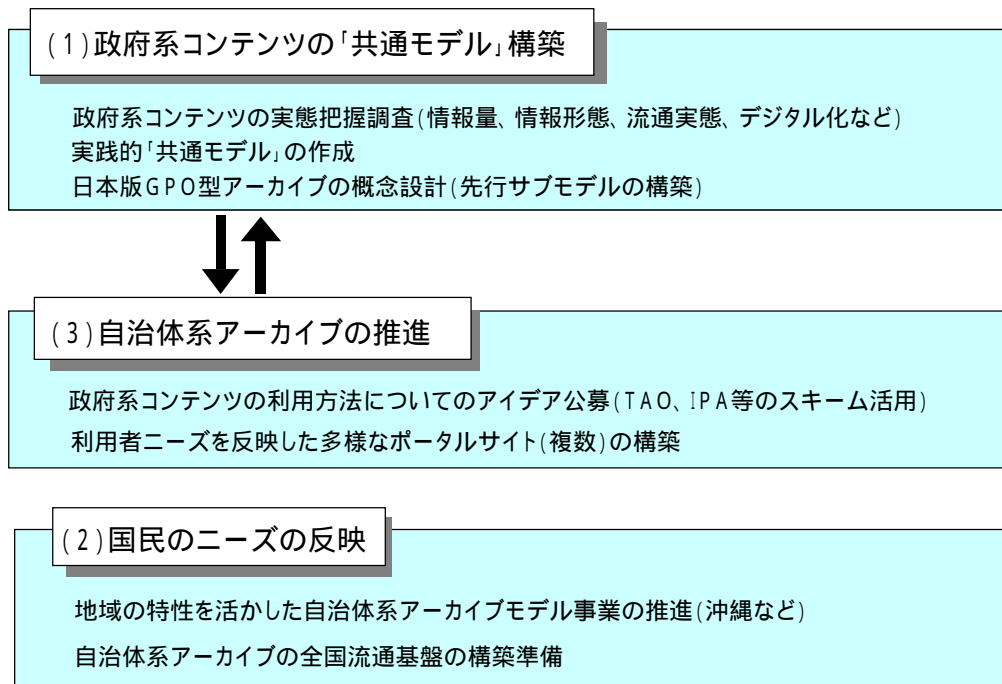 (1)政府系コンテンツの「共通モデル」構築
政府系コンテンツの実態把握調査(情報量、情報形態、流通実態、デジタル化など)
実践的「共通モデル」の作成
日本版GPO型アーカイブの概念設計(先行サブモデルの構築)
(3)自治体系アーカイブの推進
政府系コンテンツの利用方法についてのアイデア公募(TAO、IPA等のスキーム活用)
利用者ニーズを反映した多様なポータルサイト(複数)の構築
(2)国民のニーズの反映
地域の特性を活かした自治体系アーカイブモデル事業の推進(沖縄など)
自治体系アーカイブの全国流通基盤の構築準備